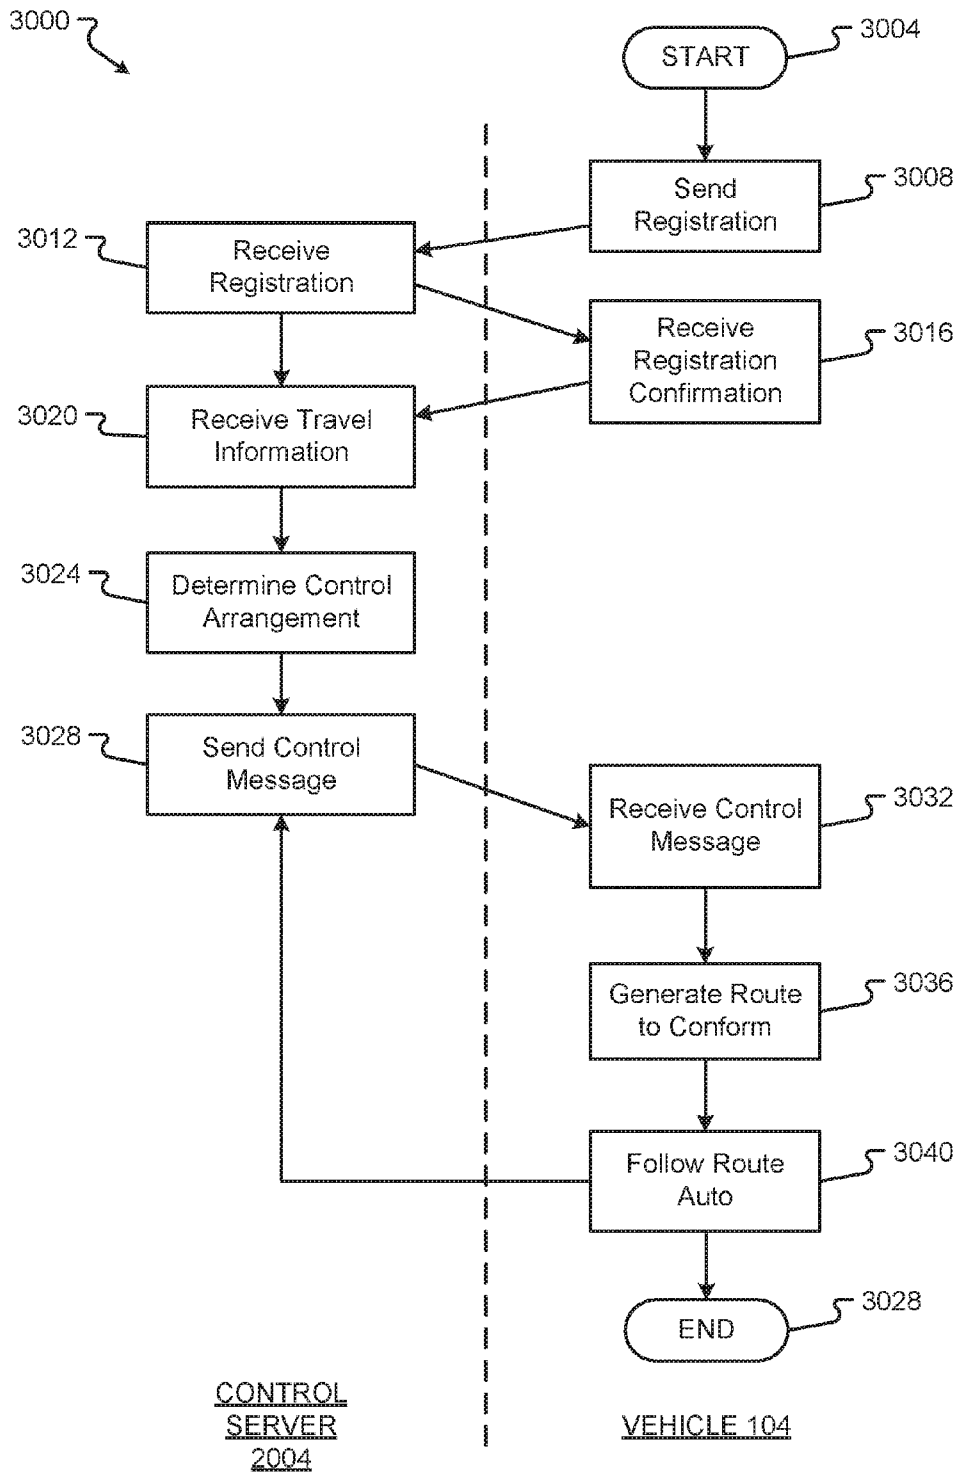 3000
START
3004
Send
Registration
3008
3012
Receive
Registration
Receive
Registration
Confirmation
3016
3020
Receive Travel
Information
3024
Determine Control
Arrangement
3028
Send Control
Message
Receive Control
Message
3032
Generate Route
to Conform
3036
Follow Route
Auto
3040
END
3028
CONTROL
SERVER
2004
VEHICLE 104